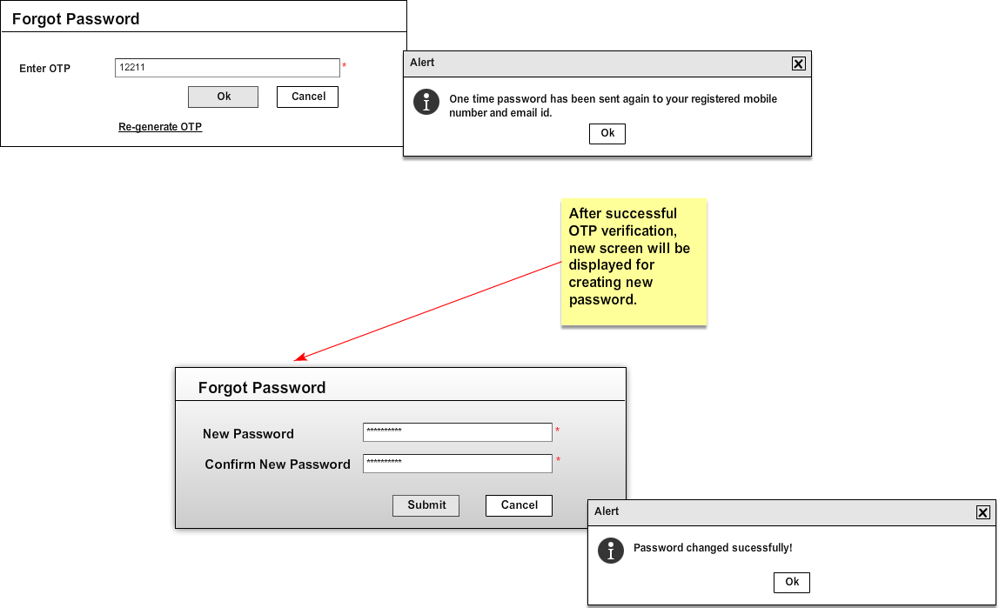 Forgot Password
Enter OTP
12211
*
Ok
Cancel
Re-generate OTP
Alert
One time password has been sent again to your registered mobile
number and email id.
Ok
After successful
OTP verification,
new screen will be
displayed for
creating new
password.
Forgot Password
New Password
**********
*
Confirm New Password
**********
*
Submit
Cancel
Alert
Password changed sucessfully!
Ok